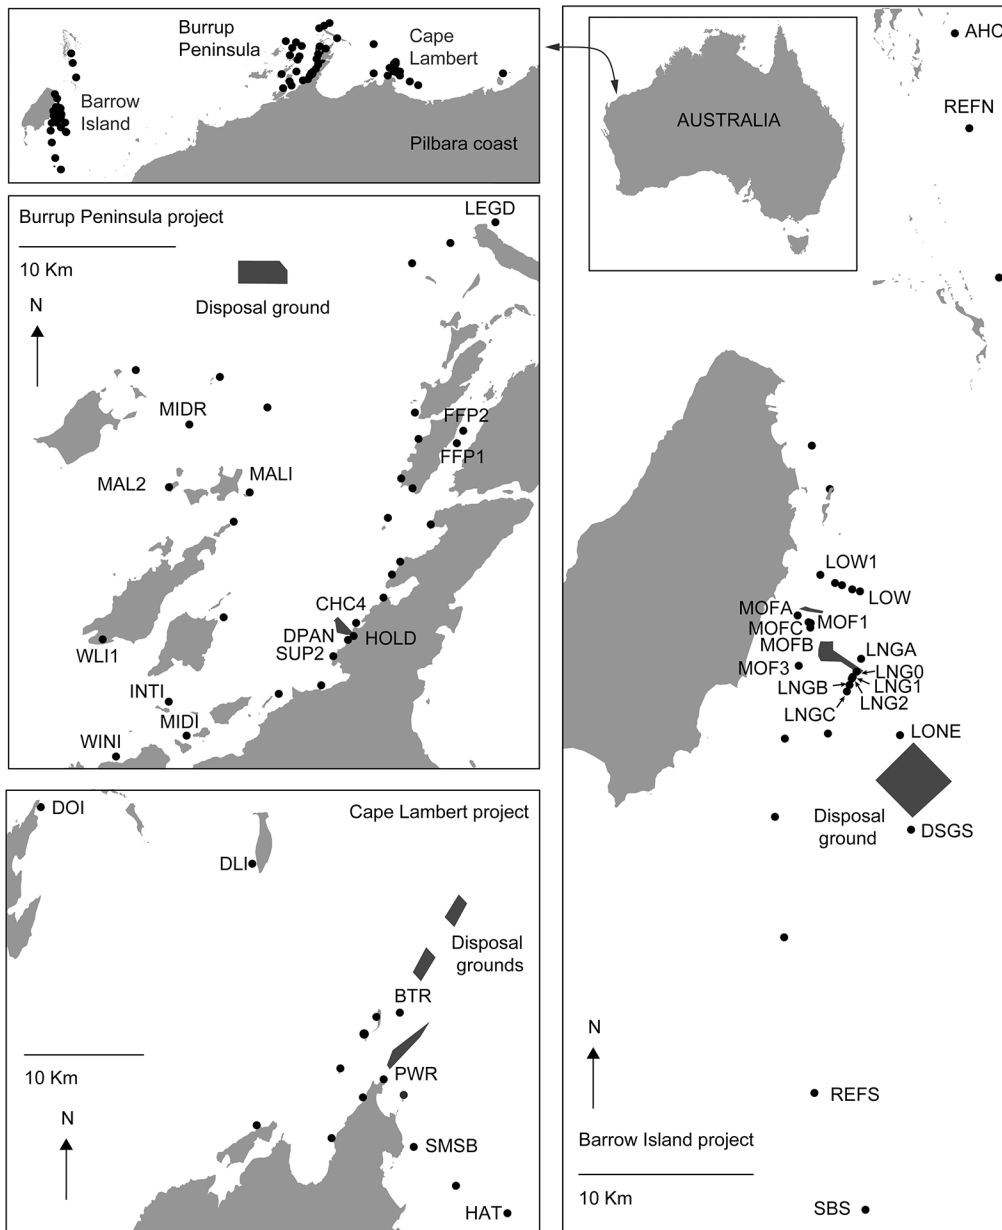 Burrup
Peninsula
Cape
Lambert
Barrow
Island
Pilbara coast
AUSTRALIA
AHC
REFN
Burrup Peninsula project
10 Km
N
LEGD
Disposal ground
MIDR
FFP2
FFP1
MAL2
MALI
CHC4
DPAN
HOLD
SUP2
WLI1
INTI
MIDI
WINI
Cape Lambert project
DOI
DLI
Disposal
grounds
BTR
10 Km
PWR
N
SMSB
HAT
LOW1
LOW
MOFA
MOF1
MOFC
MOFB
LNGA
MOF3
LNG0
LNGB
LNG1
LNG2
LNGC
LONE
Disposal
ground
DSGS
N
REFS
Barrow Island project
10 Km
SBS